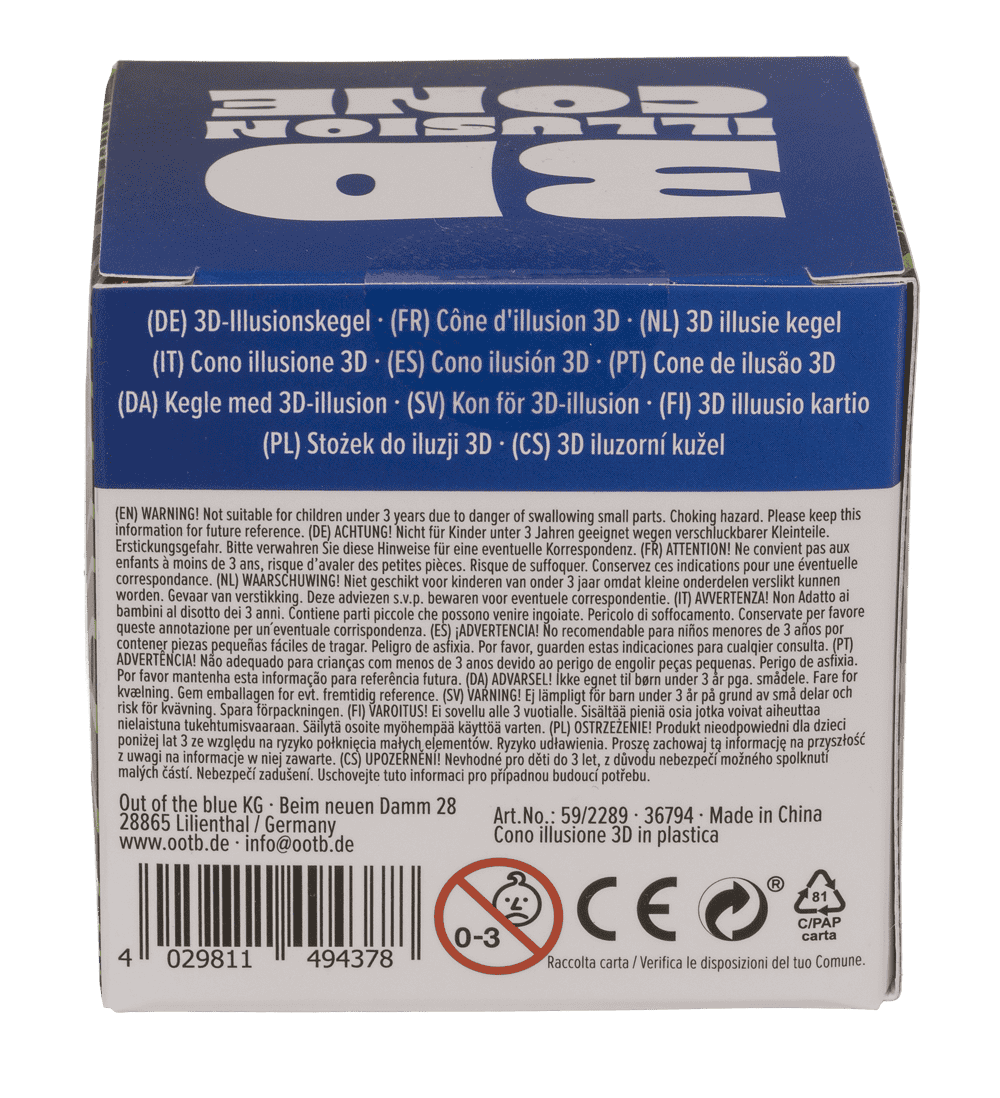 3D
ILLUSION
CONE
(DE) 3D-Illusionskegel · (FR) Cône d'illusion 3D · (NL) 3D illusie kegel
(IT) Cono illusione 3D · (ES) Cono ilusión 3D · (PT) Cone de ilusão 3D
(DA) Kegle med 3D-illusion · (SV) Kon för 3D-illusion · (FI) 3D illuusio kartio
(PL) Stożek do iluzji 3D · (CS) 3D iluzorní kužel
(EN) WARNING! Not suitable for children under 3 years due to danger of swallowing small parts. Choking hazard. Please keep this
information for future reference. (DE) ACHTUNG! Nicht für Kinder unter 3 Jahren geeignet wegen verschluckbarer Kleinteile.
Erstickungsgefahr. Bitte verwahren Sie diese Hinweise für eine eventuelle Korrespondenz. (FR) ATTENTION! Ne convient pas aux
enfants à moins de 3 ans, risque d'avaler des petites pièces. Risque de suffoquer. Conservez ces indications pour une éventuelle
correspondance. (NL) WAARSCHUWING! Niet geschikt voor kinderen van onder 3 jaar omdat kleine onderdelen verslikt kunnen
worden. Gevaar van verstikking. Deze adviezen s.v.p. bewaren voor eventuele correspondentie. (IT) AVVERTENZA! Non Adatto ai
bambini al disotto dei 3 anni. Contiene parti piccole che possono venire ingoiate. Pericolo di soffocamento. Conservate per favore
queste annotazione per un´eventuale corrispondenza. (ES) ¡ADVERTENCIA! No recomendable para niños menores de 3 años por
contener piezas pequeñas fáciles de tragar. Peligro de asfixia. Por favor, guarden estas indicaciones para cualqier consulta. (PT)
ADVERTÊNCIA! Não adequado para crianças com menos de 3 anos devido ao perigo de engolir peças pequenas. Perigo de asfixia.
Por favor mantenha esta informação para referência futura. (DA) ADVARSEL! Ikke egnet til børn under 3 år pga. smådele. Fare for
kvælning. Gem emballagen for evt. fremtidig reference. (SV) VARNING! Ej lämpligt för barn under 3 år på grund av små delar och
risk för kvävning. Spara förpackningen. (FI) VAROITUS! Ei sovellu alle 3 vuotialle. Sisältää pieniä osia jotka voivat aiheuttaa
nielaistuna tukehtumisvaaraan. Säilytä osoite myöhempää käyttöä varten. (PL) OSTRZEŻENIE! Produkt nieodpowiedni dla dzieci
poniżej lat 3 ze względu na ryzyko połknięcia małych elementów. Ryzyko udławienia. Proszę zachowaj tą informację na przyszłość
z uwagi na informacje w niej zawarte. (CS) UPOZERNĚNÍ! Nevhodné pro děti do 3 let, z důvodu nebezpečí možného spolknutí
malých částí. Nebezpečí zadušení. Uschovejte tuto informaci pro případnou budoucí potřebu.
Out of the blue KG · Beim neuen Damm 28
28865 Lilienthal / Germany
www.ootb.de · info@ootb.de
Art.No.: 59/2289 · 36794 · Made in China
Cono illusione 3D in plastica
4 029811 494378
0-3
CE
®
81
C/PAP
carta
Raccolta carta / Verifica le disposizioni del tuo Comune.